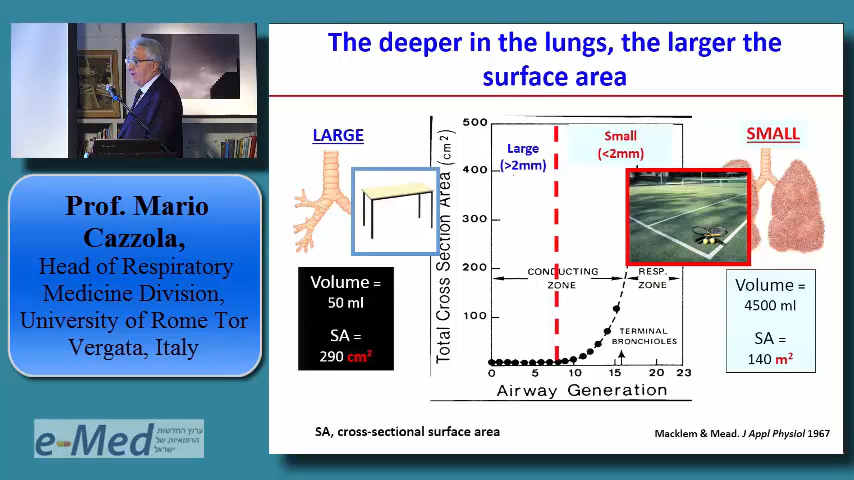 The deeper in the lungs, the larger the
surface area
LARGE
Volume =
50 ml
SA =
290 cm²
Total Cross Section Area (cm²)
500
400
300
200
100
Large
(>2mm)
Small
(<2mm)
CONDUCTING
ZONE
RESP.
ZONE
TERMINAL
BRONCHIOLES
0
5
10
15
20
23
Airway Generation
SMALL
Volume =
4500 ml
SA =
140 m²
SA, cross-sectional surface area
Macklem & Mead. J Appl Physiol 1967
Prof. Mario
Cazzola,
Head of Respiratory
Medicine Division,
University of Rome Tor
Vergata, Italy
e-Med
ערוץ החדשות
הרפואיות של
ישראל